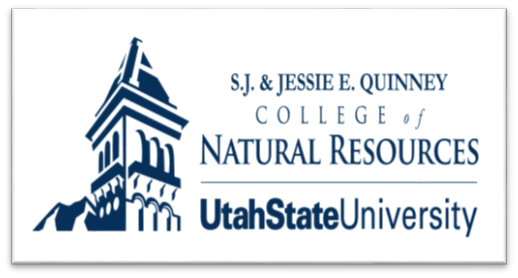 S.J. & JESSIE E. QUINNEY
COLLEGE of
NATURAL RESOURCES
UtahStateUniversity